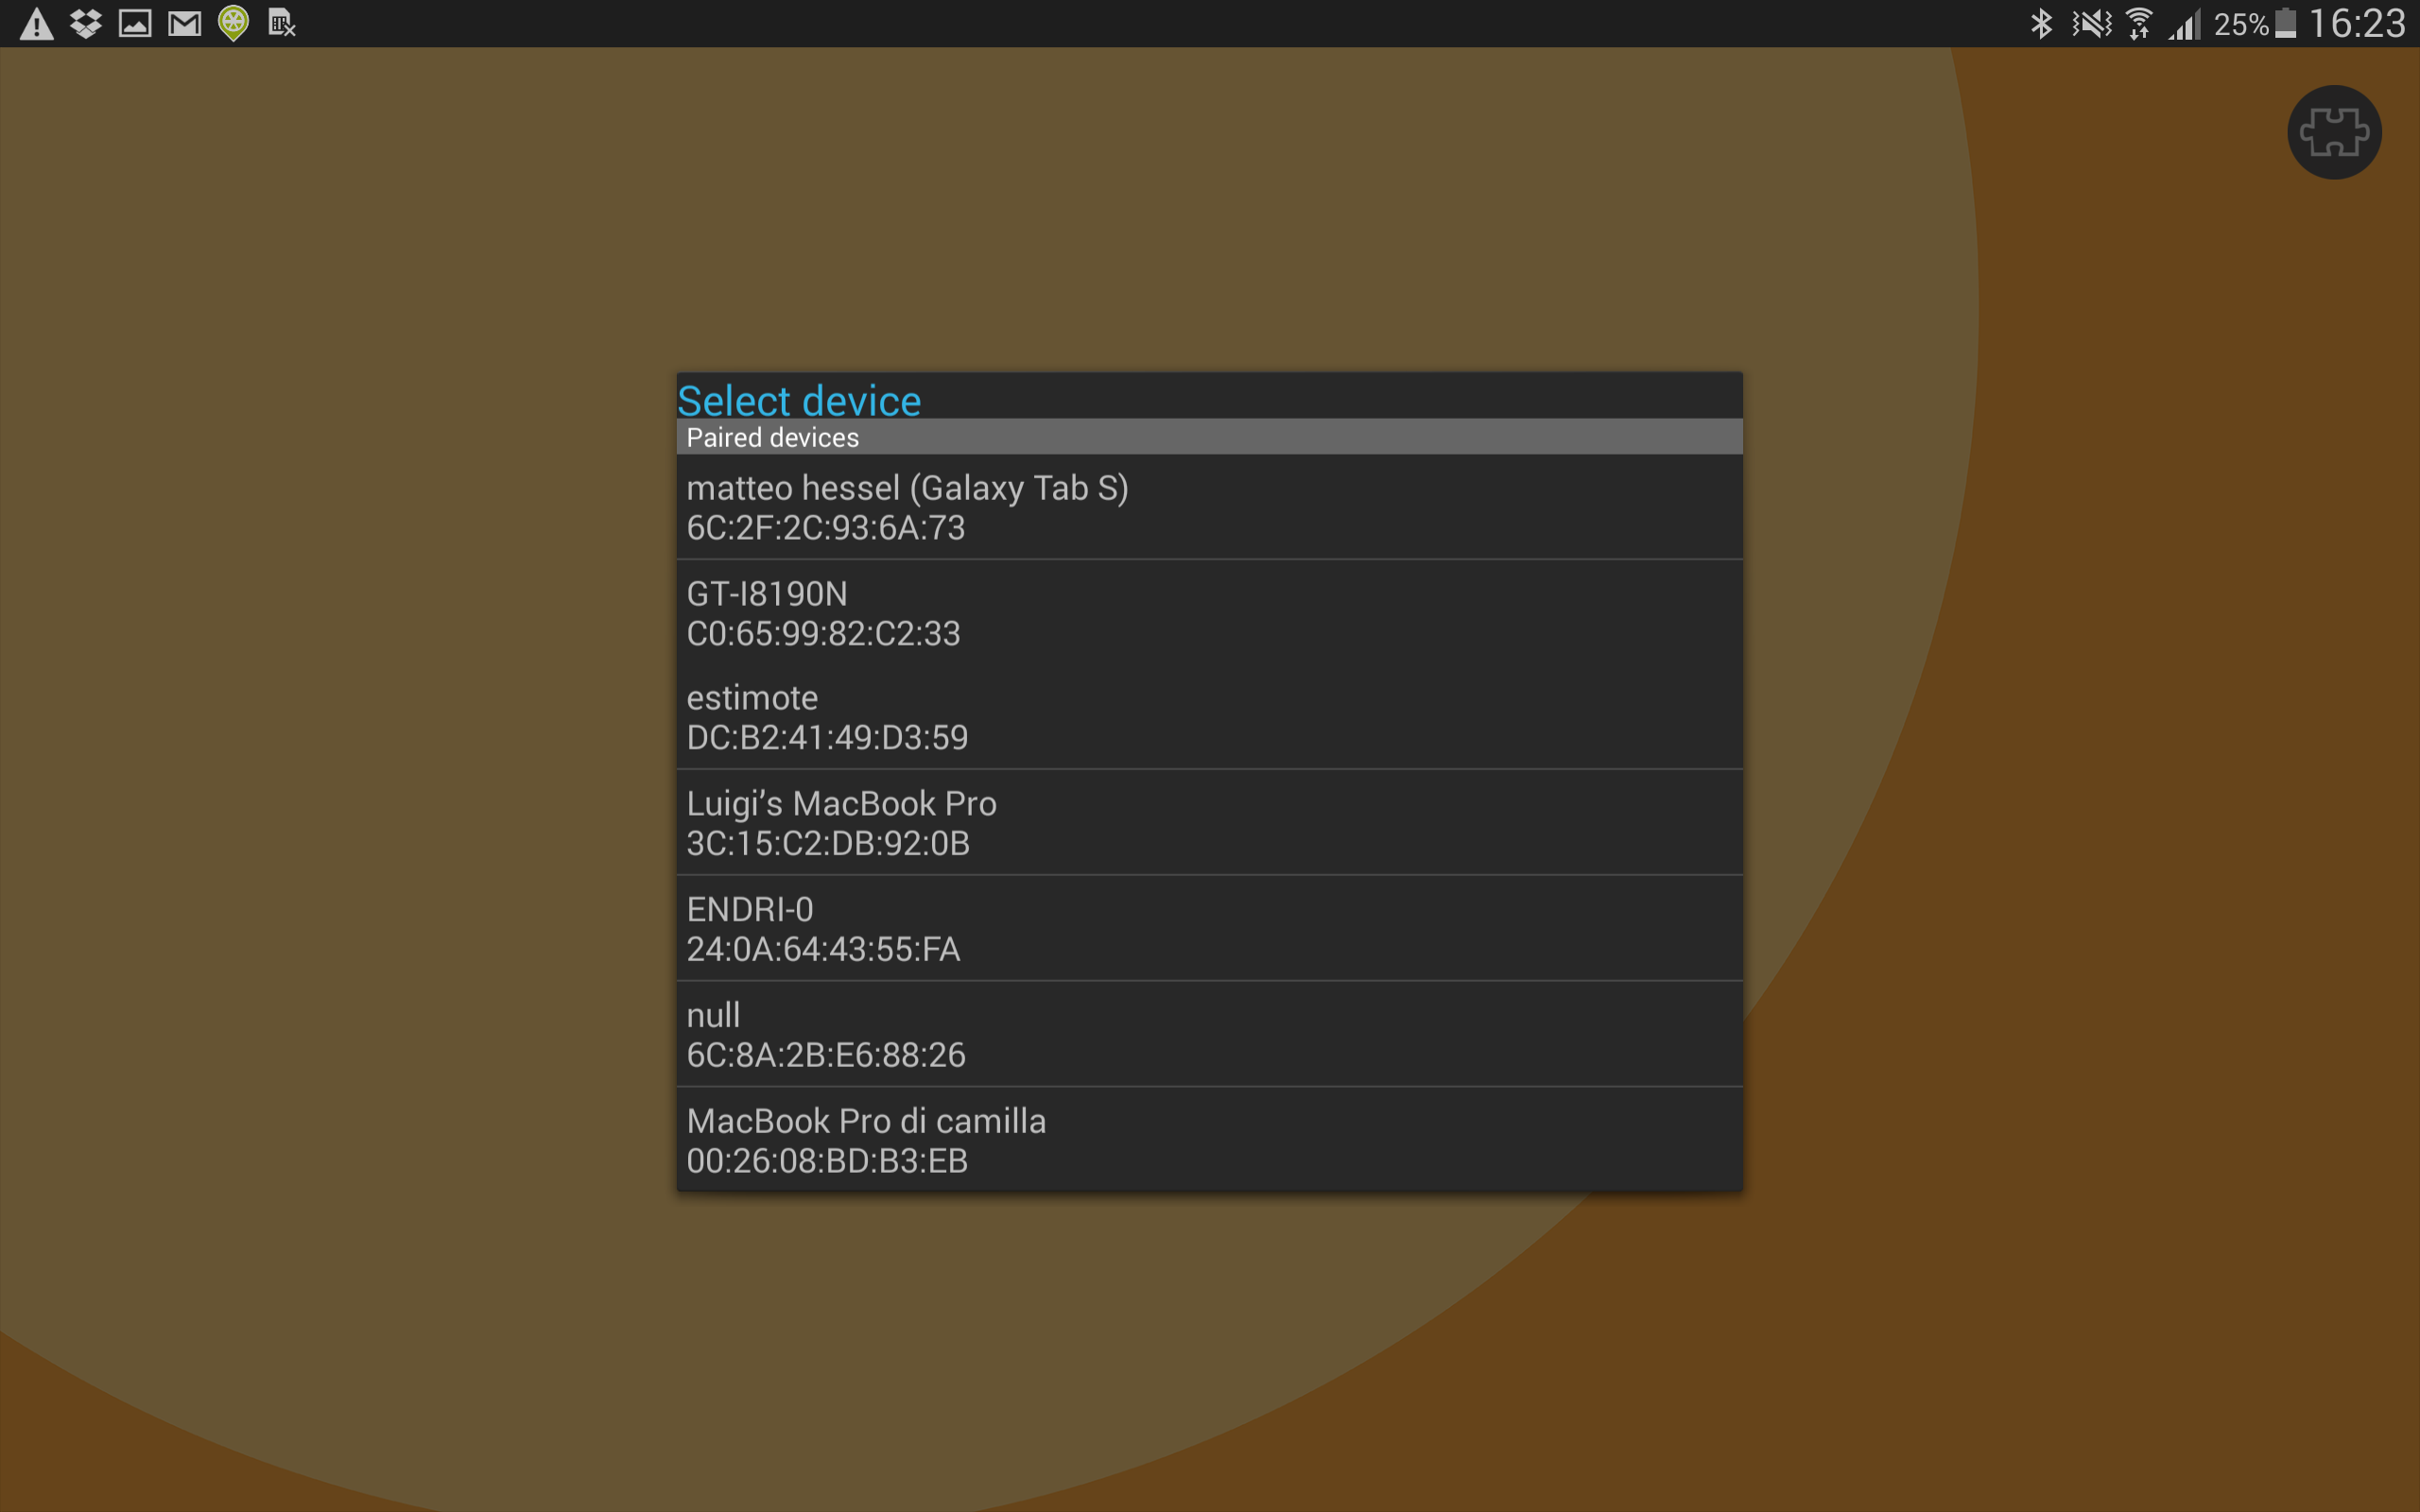 25% 16:23
Select device
Paired devices
matteo hessel (Galaxy Tab S)
6C:2F:2C:93:6A:73
GT-I8190N
C0:65:99:82:C2:33
estimote
DC:B2:41:49:D3:59
Luigi’s MacBook Pro
3C:15:C2:DB:92:0B
ENDRI-0
24:0A:64:43:55:FA
null
6C:8A:2B:E6:88:26
MacBook Pro di camilla
00:26:08:BD:B3:EB